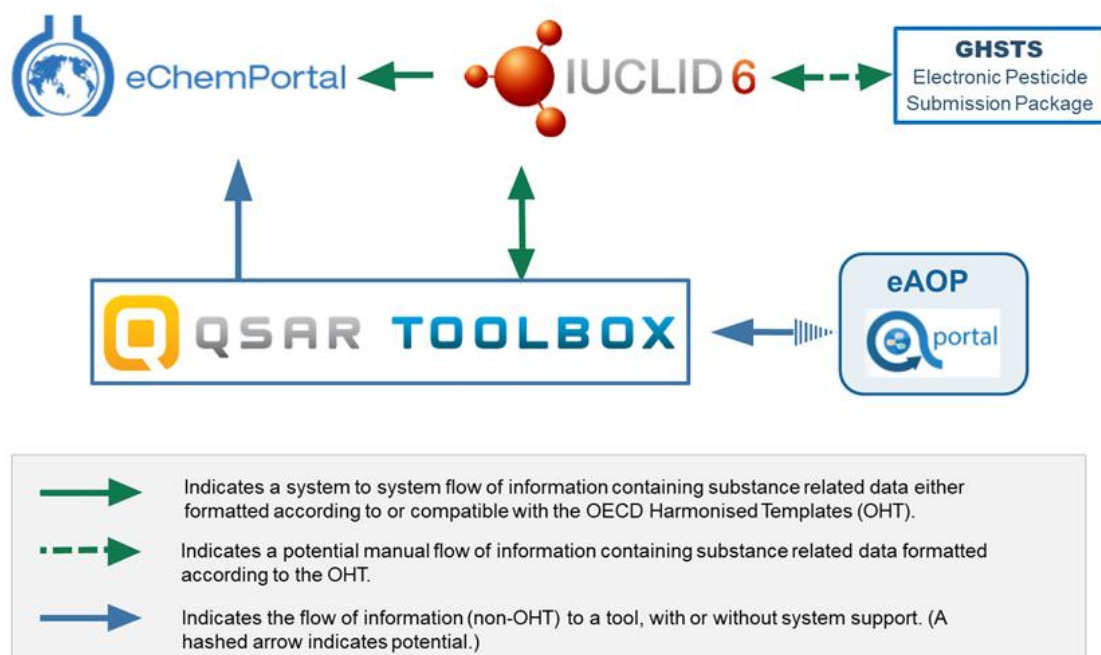 eChemPortal
IUCLID 6
GHSTS
Electronic Pesticide
Submission Package
QSAR TOOLBOX
eAOP
portal
Indicates a system to system flow of information containing substance related data either
formatted according to or compatible with the OECD Harmonised Templates (OHT).
Indicates a potential manual flow of information containing substance related data formatted
according to the OHT.
Indicates the flow of information (non-OHT) to a tool, with or without system support. (A
hashed arrow indicates potential.)